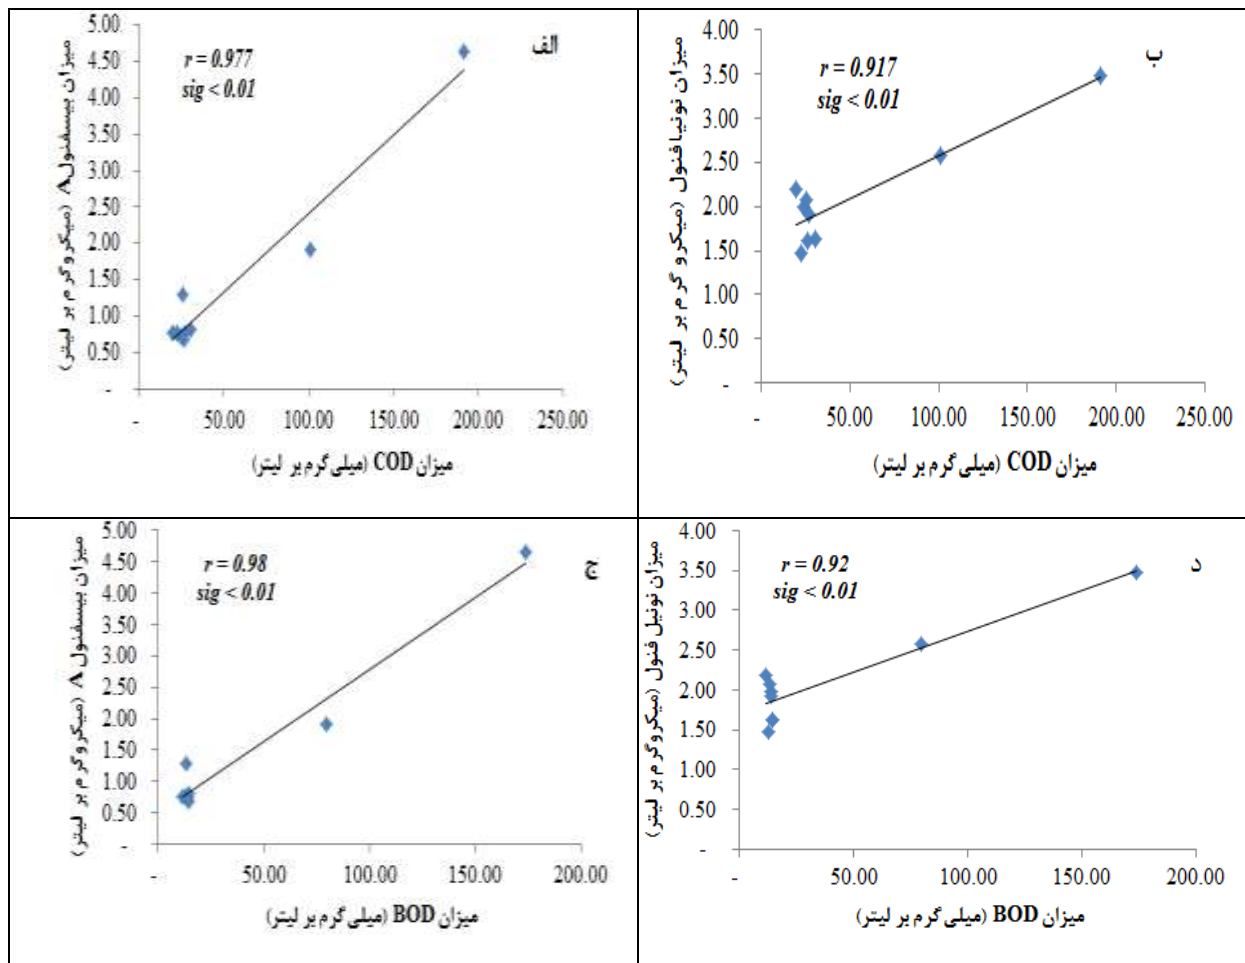 الف
r = 0.977
sig < 0.01
میزان بیسفنول A (میکروگرم بر لیتر)
5.00
4.50
4.00
3.50
3.00
2.50
2.00
1.50
1.00
0.50
-
- 50.00 100.00 150.00 200.00 250.00
میزان COD (میلی‌گرم بر لیتر)
ب
r = 0.917
sig < 0.01
میزان نونیا فنول (میکرو گرم بر لیتر)
4.00
3.50
3.00
2.50
2.00
1.50
1.00
0.50
-
- 50.00 100.00 150.00 200.00 250.00
میزان COD (میلی‌گرم بر لیتر)
ج
r = 0.98
sig < 0.01
میزان بیسفنول A (میکروگرم بر لیتر)
5.00
4.50
4.00
3.50
3.00
2.50
2.00
1.50
1.00
0.50
-
- 50.00 100.00 150.00 200.00
میزان BOD (میلی‌گرم بر لیتر)
د
r = 0.92
sig < 0.01
میزان نونیل فنول (میکروگرم بر لیتر)
4.00
3.50
3.00
2.50
2.00
1.50
1.00
0.50
-
- 50.00 100.00 150.00 200.00
میزان BOD (میلی‌گرم بر لیتر)